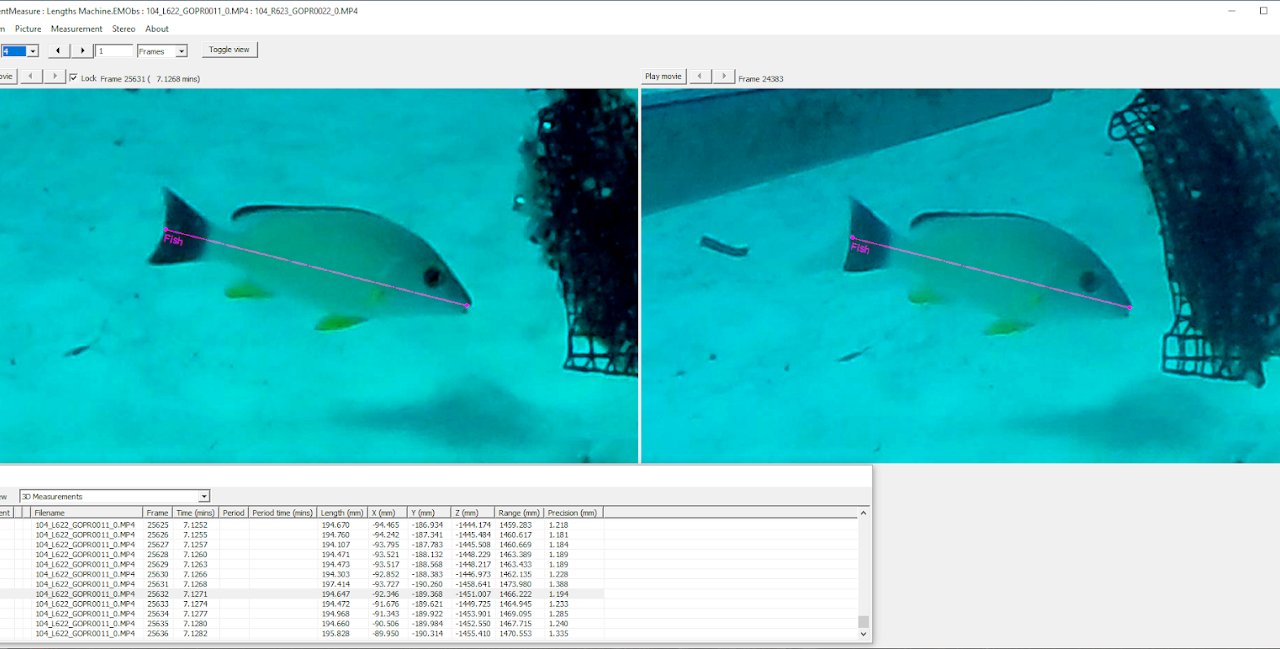 entMeasure : Lengths Machine.EMObs : 104_L622_GOPR0011_0.MP4 : 104_R623_GOPR0022_0.MP4
m Picture Measurement Stereo About
4 1 Frames Toggle view
ovie Lock Frame 25631 ( 7.1268 mins) Play movie Frame 24383
Fish Fish
ew 3D Measurements
ent Filename Frame Time (mins) Period Period time (mins) Length (mm) X (mm) Y (mm) Z (mm) Range (mm) Precision (mm)
104_L622_GOPR0011_0.MP4 25625 7.1252 194.670 -94.465 -186.934 -1444.174 1459.283 1.218
104_L622_GOPR0011_0.MP4 25626 7.1255 194.760 -94.242 -187.341 -1445.484 1460.617 1.181
104_L622_GOPR0011_0.MP4 25627 7.1257 194.107 -93.795 -187.783 -1445.508 1460.669 1.184
104_L622_GOPR0011_0.MP4 25628 7.1260 194.471 -93.521 -188.132 -1448.229 1463.389 1.189
104_L622_GOPR0011_0.MP4 25629 7.1263 194.473 -93.517 -188.568 -1448.217 1463.433 1.189
104_L622_GOPR0011_0.MP4 25630 7.1266 194.303 -92.852 -188.383 -1446.973 1462.135 1.228
104_L622_GOPR0011_0.MP4 25631 7.1268 197.414 -93.727 -190.260 -1458.641 1473.980 1.388
104_L622_GOPR0011_0.MP4 25632 7.1271 194.647 -92.346 -189.368 -1451.007 1466.222 1.194
104_L622_GOPR0011_0.MP4 25633 7.1274 194.472 -91.676 -189.621 -1449.725 1464.945 1.233
104_L622_GOPR0011_0.MP4 25634 7.1277 194.968 -91.343 -189.922 -1453.901 1469.095 1.285
104_L622_GOPR0011_0.MP4 25635 7.1280 194.660 -90.506 -189.984 -1452.550 1467.715 1.240
104_L622_GOPR0011_0.MP4 25636 7.1282 195.828 -89.950 -190.314 -1455.410 1470.553 1.335